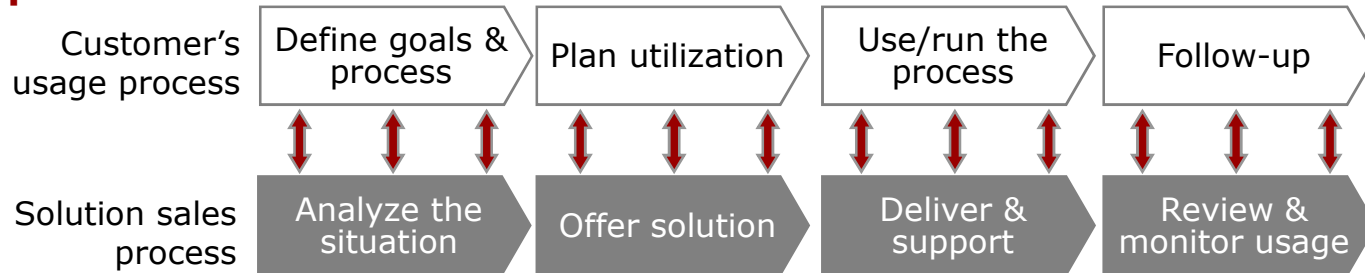 Customer's
usage process
Define goals &
process
Plan utilization
Use/run the
process
Follow-up
Solution sales
process
Analyze the
situation
Offer solution
Deliver &
support
Review &
monitor usage